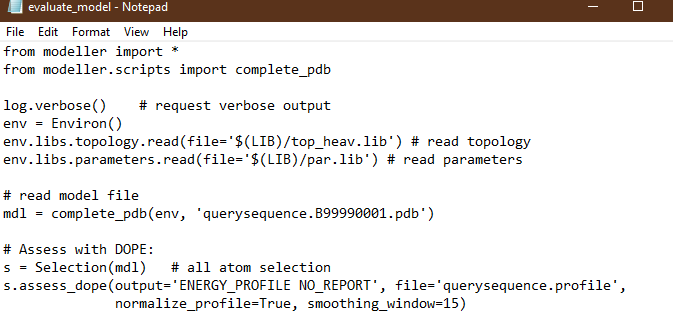 evaluate_model - Notepad
File Edit Format View Help
from modeller import *
from modeller.scripts import complete_pdb

log.verbose()    # request verbose output
env = Environ()
env.libs.topology.read(file='$(LIB)/top_heav.lib') # read topology
env.libs.parameters.read(file='$(LIB)/par.lib') # read parameters

# read model file
mdl = complete_pdb(env, 'querysequence.B99990001.pdb')

# Assess with DOPE:
s = Selection(mdl)   # all atom selection
s.assess_dope(output='ENERGY_PROFILE NO_REPORT', file='querysequence.profile',
              normalize_profile=True, smoothing_window=15)